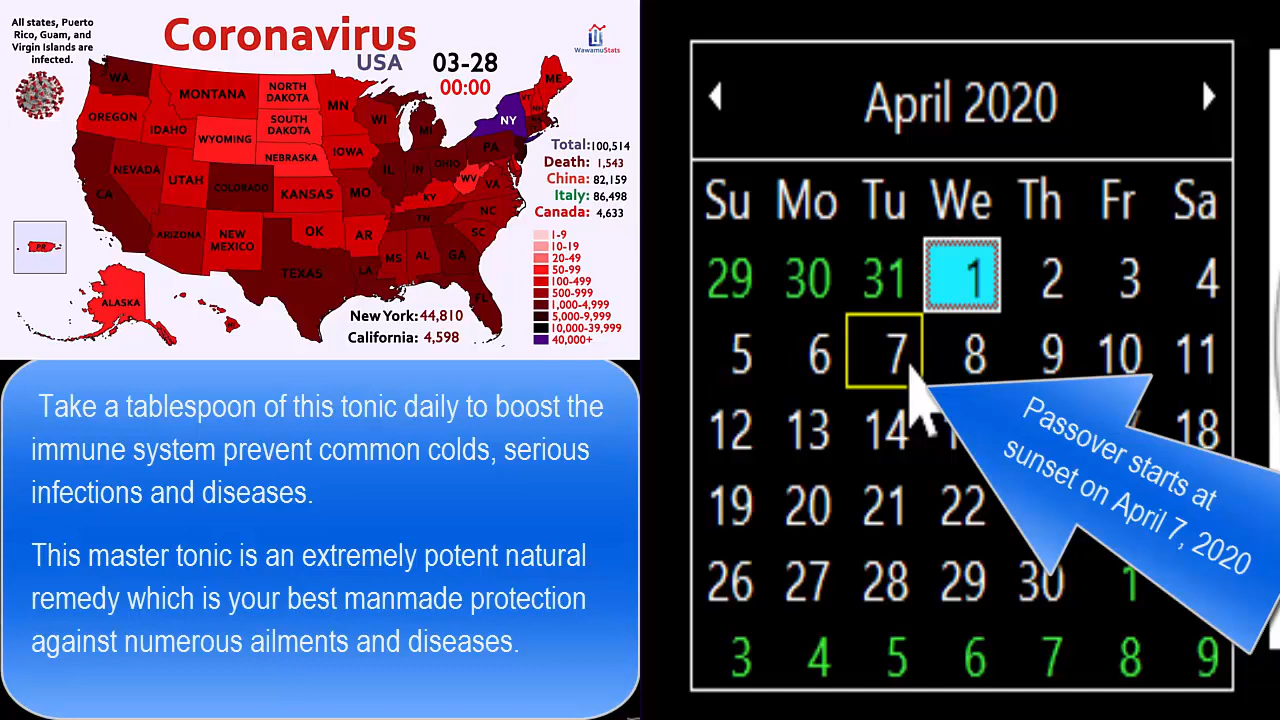 All states, Puerto
Rico, Guam, and
Virgin Islands are
infected.
Coronavirus
USA
03-28
00:00
WawamuStats
WA
MONTANA
NORTH
DAKOTA
MN
ME
OREGON
IDAHO
WYOMING
SOUTH
DAKOTA
WI
MI
NY
VT
NH
NEBRASKA
IOWA
PA
NEVADA
UTAH
COLORADO
KANSAS
MO
IL
IN
OHIO
WV
VA
KY
CA
ARIZONA
NEW
MEXICO
OK
AR
TN
NC
SC
TEXAS
LA
MS
AL
GA
FL
PR
ALASKA
HI
Total:100,514
Death: 1,543
China: 82,159
Italy: 86,498
Canada: 4,633
1-9
10-19
20-49
50-99
100-499
500-999
1,000-4,999
5,000-9,999
10,000-39,999
40,000+
New York:44,810
California: 4,598
Take a tablespoon of this tonic daily to boost the
immune system prevent common colds, serious
infections and diseases.
This master tonic is an extremely potent natural
remedy which is your best manmade protection
against numerous ailments and diseases.
April 2020
Su Mo Tu We Th Fr Sa
29 30 31 1 2 3 4
5 6 7 8 9 10 11
12 13 14 18
19 20 21 22
26 27 28 29 30 1
3 4 5 6 7 8 9
Passover starts at
sunset on April 7, 2020